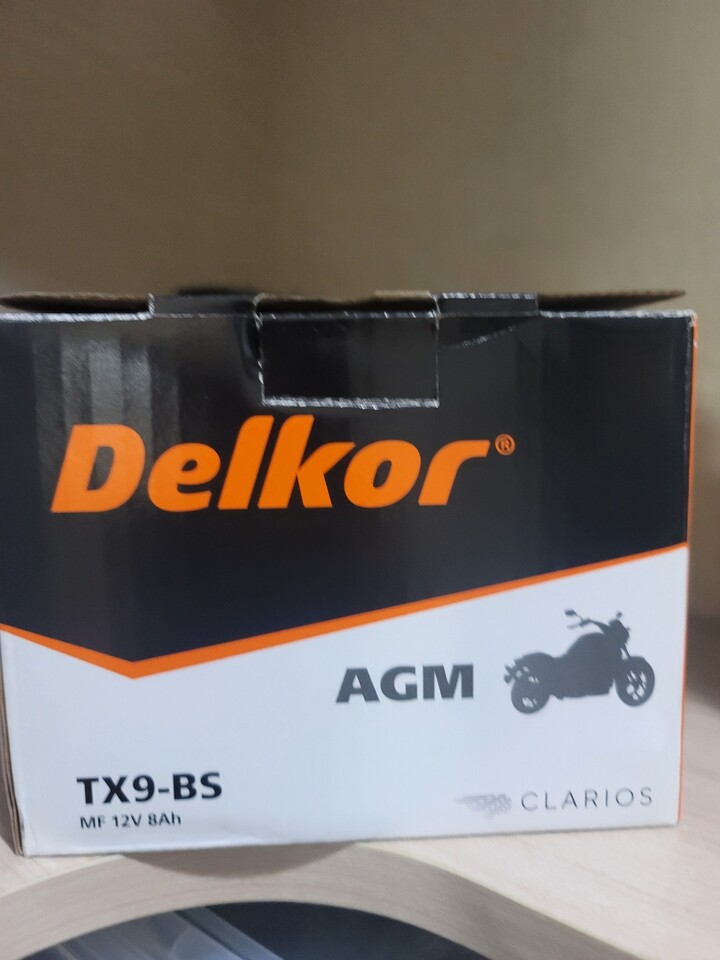 Delkor®
AGM
TX9-BS
MF 12V 8Ah
CLARIOS